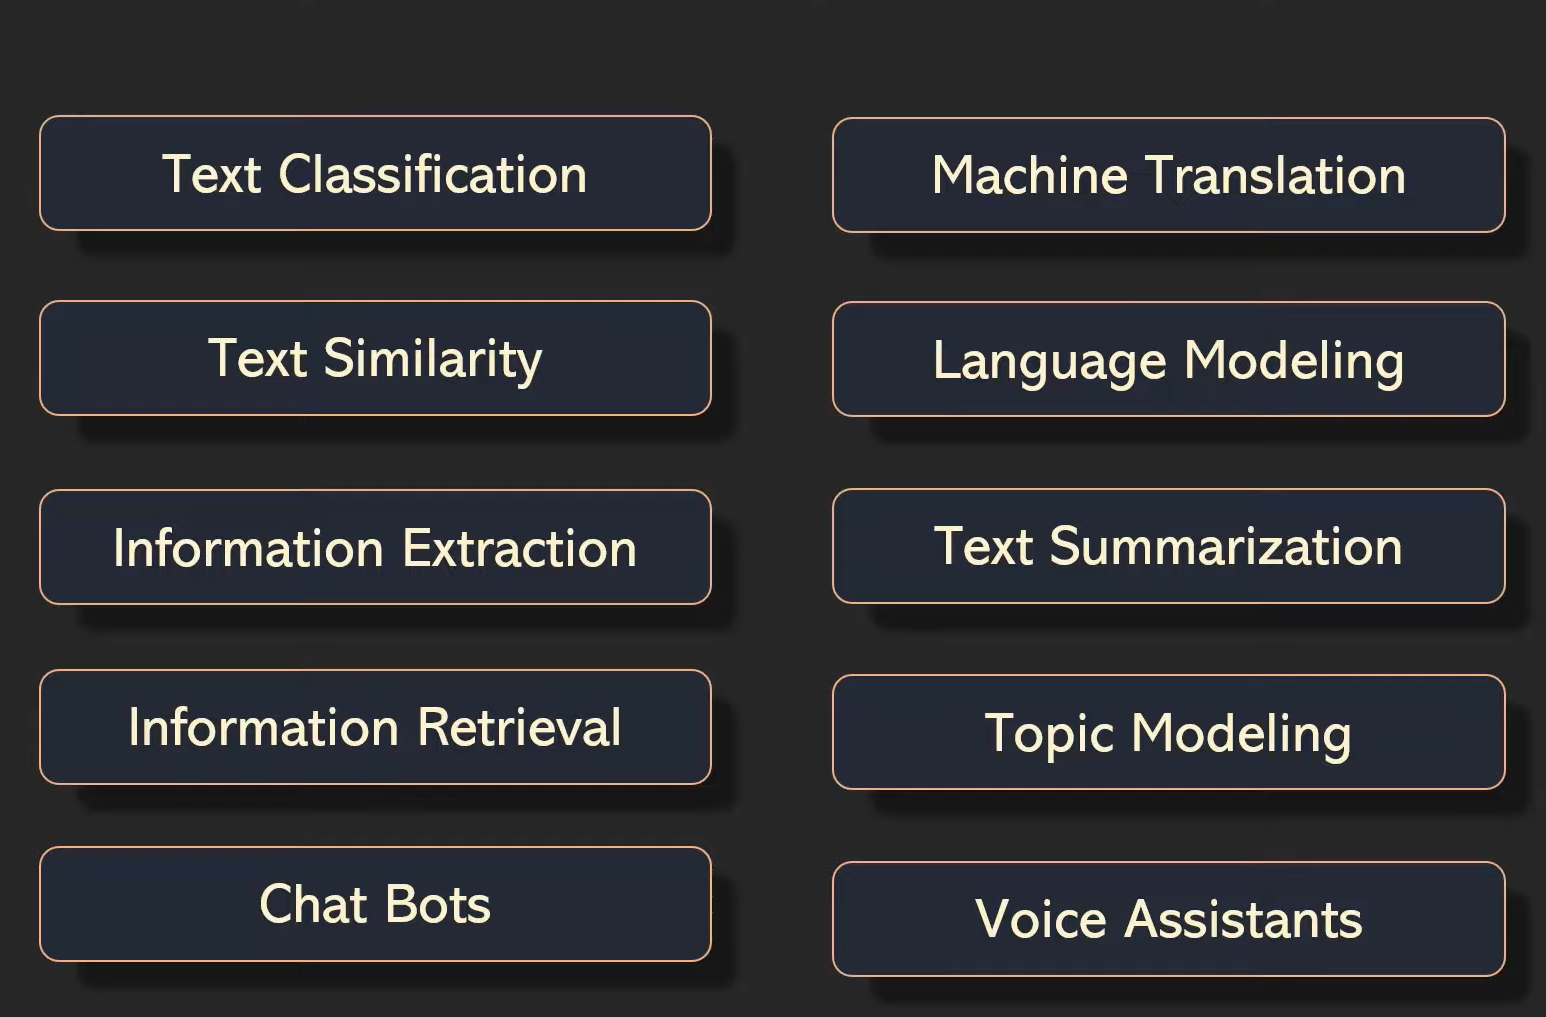 Text Classification
Machine Translation
Text Similarity
Language Modeling
Information Extraction
Text Summarization
Information Retrieval
Topic Modeling
Chat Bots
Voice Assistants